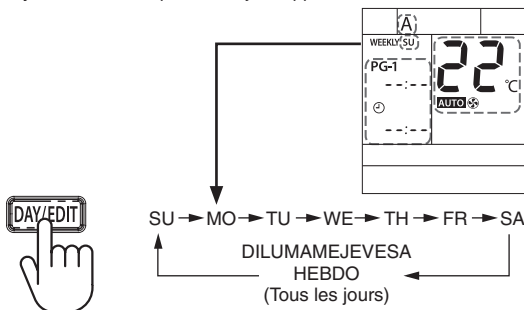 A
WEEKLY SU
PG-1
22 °C
--:--
AUTO
--:--
DAY/EDIT
SU → MO → TU → WE → TH → FR → SA
DILUMAMEJEVESA
HEBDO
(Tous les jours)